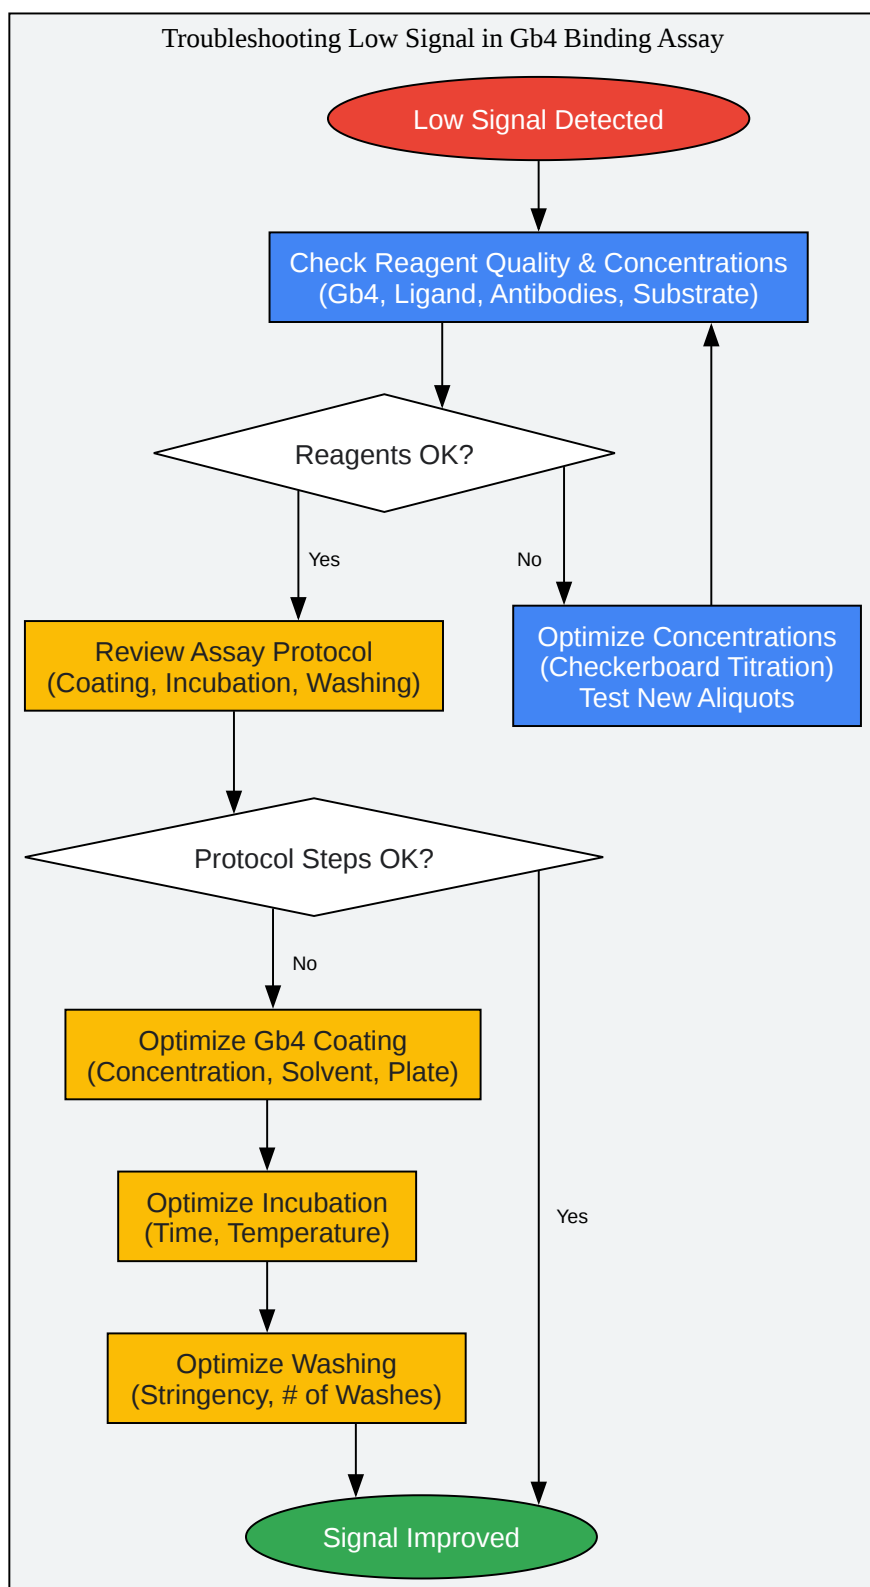 Troubleshooting Low Signal in Gb4 Binding Assay
Low Signal Detected
Check Reagent Quality & Concentrations
(Gb4, Ligand, Antibodies, Substrate)
Reagents OK?
Yes
No
Review Assay Protocol
(Coating, Incubation, Washing)
Optimize Concentrations
(Checkerboard Titration)
Test New Aliquots
Protocol Steps OK?
No
Optimize Gb4 Coating
(Concentration, Solvent, Plate)
Optimize Incubation
(Time, Temperature)
Yes
Optimize Washing
(Stringency, # of Washes)
Signal Improved